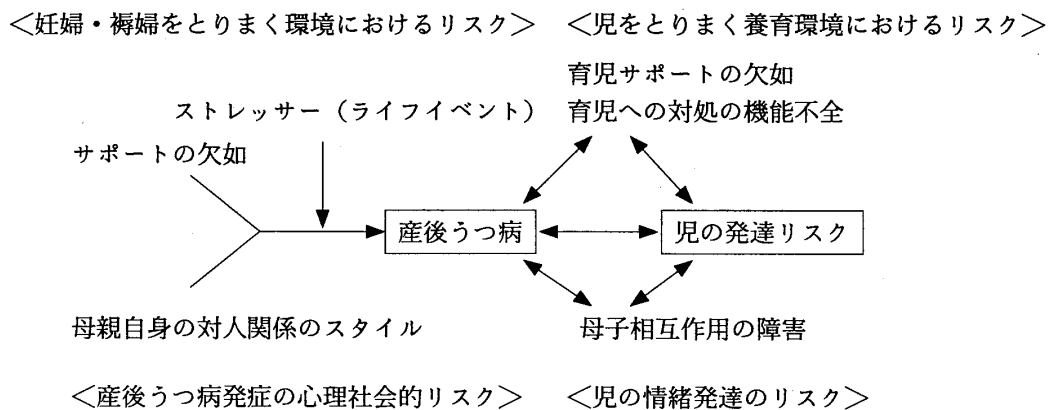 ＜妊婦・褥婦をとりまく環境におけるリスク＞
＜児をとりまく養育環境におけるリスク＞
育児サポートの欠如
育児への対処の機能不全
ストレッサー（ライフイベント）
サポートの欠如
産後うつ病
児の発達リスク
母親自身の対人関係のスタイル
母子相互作用の障害
＜産後うつ病発症の心理社会的リスク＞
＜児の情緒発達のリスク＞